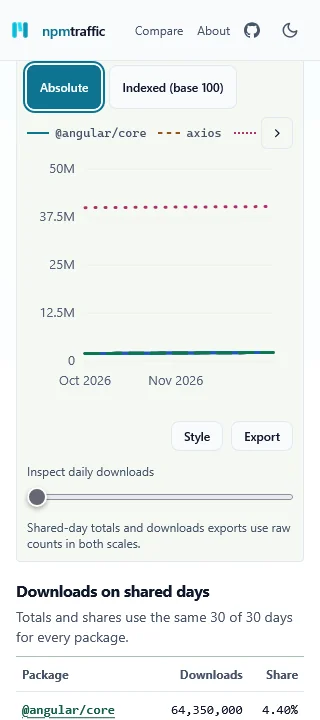 npmtraffic
Compare
About
Absolute
Indexed (base 100)
@angular/core
axios
50M
37.5M
25M
12.5M
0
Oct 2026
Nov 2026
Style
Export
Inspect daily downloads
Shared-day totals and downloads exports use raw
counts in both scales.
Downloads on shared days
Totals and shares use the same 30 of 30 days
for every package.
Package Downloads Share
@angular/core 64,350,000 4.40%